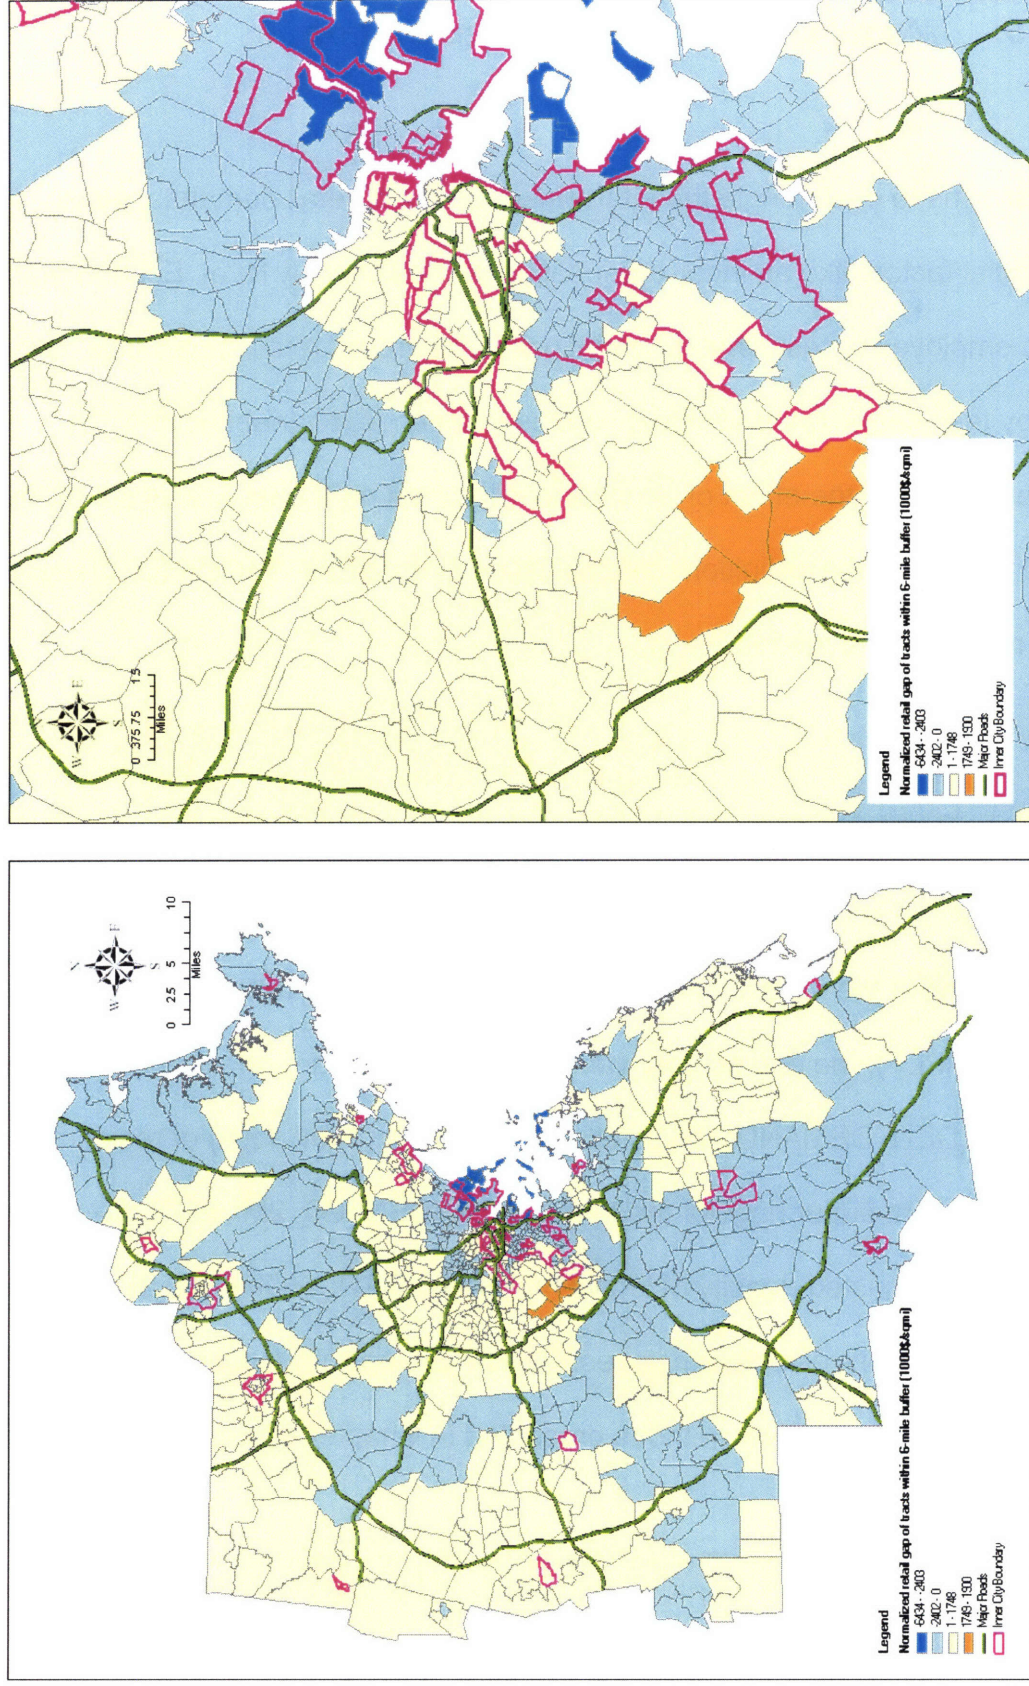 W
E
S
0 .375.75 1.5
Miles
Legend
Normalized retail gap of tracts within 6-mile buffer (1000$/sqmi)
-6434 - -2403
-2402 - 0
1 - 1748
1749 - 1900
Major Roads
Inner City Boundary
N
W
E
S
0 2.5 5 10
Miles
Legend
Normalized retail gap of tracts within 6-mile buffer (1000$/sqmi)
-6434 - -2403
-2402 - 0
1 - 1748
1749 - 1900
Major Roads
Inner City Boundary